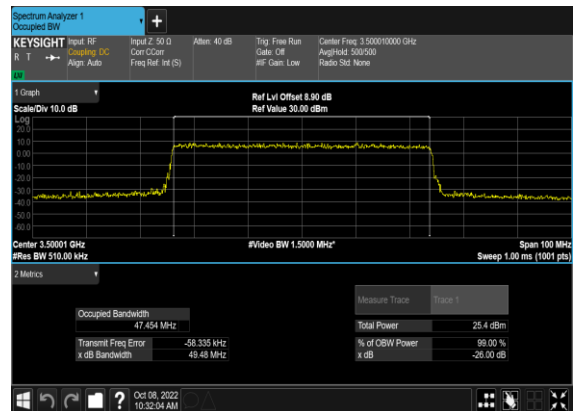 Spectrum Analyzer 1
Occupied BW
+
KEYSIGHT Input: RF Input Z: 50 Ω Atten: 40 dB Trig: Free Run Center Freq: 3.500010000 GHz
R T Coupling: DC Corr CCorr Gate: Off Avg|Hold: 500/500
Align: Auto Freq Ref: Int (S) #IF Gain: Low Radio Std: None
LW
1 Graph
Ref Lvl Offset 8.90 dB
Scale/Div 10.0 dB Ref Value 30.00 dBm
Log
20.0
10.0
0.00
-10.0
-20.0
-30.0
-40.0
-50.0
-60.0
Center 3.50001 GHz #Video BW 1.5000 MHz* Span 100 MHz
#Res BW 510.00 kHz Sweep 1.00 ms (1001 pts)
2 Metrics
Measure Trace Trace 1
Occupied Bandwidth
47.454 MHz Total Power 25.4 dBm
Transmit Freq Error -58.335 kHz % of OBW Power 99.00 %
x dB Bandwidth 49.48 MHz x dB -26.00 dB
? Oct 08, 2022
10:32:04 AM